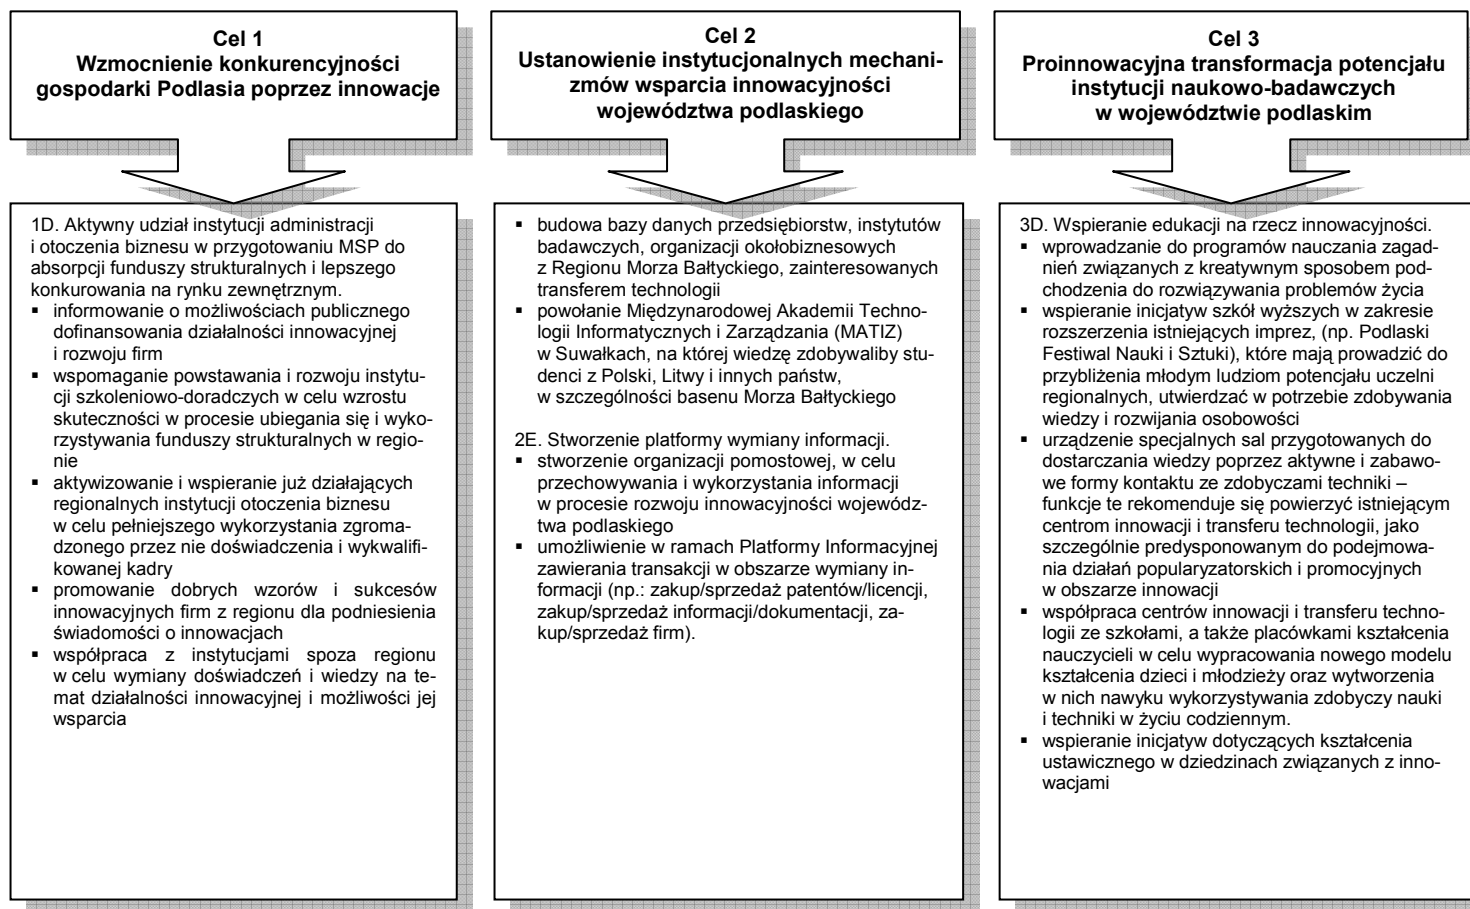 Cel 1
Wzmocnienie konkurencyjności
gospodarki Podlasia poprzez innowacje
Cel 2
Ustanowienie instytucjonalnych mechani-
zmów wsparcia innowacyjności
województwa podlaskiego
Cel 3
Proinnowacyjna transformacja potencjału
instytucji naukowo-badawczych
w województwie podlaskim
1D. Aktywny udział instytucji administracji
i otoczenia biznesu w przygotowaniu MSP do
absorpcji funduszy strukturalnych i lepszego
konkurowania na rynku zewnętrznym.
▪ informowanie o możliwościach publicznego
dofinansowania działalności innowacyjnej
i rozwoju firm
▪ wspomaganie powstawania i rozwoju instytu-
cji szkoleniowo-doradczych w celu wzrostu
skuteczności w procesie ubiegania się i wyko-
rzystywania funduszy strukturalnych w regio-
nie
▪ aktywizowanie i wspieranie już działających
regionalnych instytucji otoczenia biznesu
w celu pełniejszego wykorzystania zgroma-
dzonego przez nie doświadczenia i wykwalifi-
kowanej kadry
▪ promowanie dobrych wzorów i sukcesów
innowacyjnych firm z regionu dla podniesienia
świadomości o innowacjach
▪ współpraca z instytucjami spoza regionu
w celu wymiany doświadczeń i wiedzy na te-
mat działalności innowacyjnej i możliwości jej
wsparcia
▪ budowa bazy danych przedsiębiorstw, instytutów
badawczych, organizacji okołobiznesowych
z Regionu Morza Bałtyckiego, zainteresowanych
transferem technologii
▪ powołanie Międzynarodowej Akademii Techno-
logii Informatycznych i Zarządzania (MATIZ)
w Suwałkach, na której wiedzę zdobywaliby stu-
denci z Polski, Litwy i innych państw,
w szczególności basenu Morza Bałtyckiego
2E. Stworzenie platformy wymiany informacji.
▪ stworzenie organizacji pomostowej, w celu
przechowywania i wykorzystania informacji
w procesie rozwoju innowacyjności wojewódz-
twa podlaskiego
▪ umożliwienie w ramach Platformy Informacyjnej
zawierania transakcji w obszarze wymiany in-
formacji (np.: zakup/sprzedaż patentów/licencji,
zakup/sprzedaż informacji/dokumentacji, za-
kup/sprzedaż firm).
3D. Wspieranie edukacji na rzecz innowacyjności.
▪ wprowadzanie do programów nauczania zagad-
nień związanych z kreatywnym sposobem pod-
chodzenia do rozwiązywania problemów życia
▪ wspieranie inicjatyw szkół wyższych w zakresie
rozszerzenia istniejących imprez, (np. Podlaski
Festiwal Nauki i Sztuki), które mają prowadzić do
przybliżenia młodym ludziom potencjału uczelni
regionalnych, utwierdzać w potrzebie zdobywania
wiedzy i rozwijania osobowości
▪ urządzenie specjalnych sal przygotowanych do
dostarczania wiedzy poprzez aktywne i zabawo-
we formy kontaktu ze zdobyczami techniki –
funkcje te rekomenduje się powierzyć istniejącym
centrom innowacji i transferu technologii, jako
szczególnie predysponowanym do podejmowa-
nia działań popularyzatorskich i promocyjnych
w obszarze innowacji
▪ współpraca centrów innowacji i transferu techno-
logii ze szkołami, a także placówkami kształcenia
nauczycieli w celu wypracowania nowego modelu
kształcenia dzieci i młodzieży oraz wytworzenia
w nich nawyku wykorzystywania zdobyczy nauki
i techniki w życiu codziennym.
▪ wspieranie inicjatyw dotyczących kształcenia
ustawicznego w dziedzinach związanych z inno-
wacjami